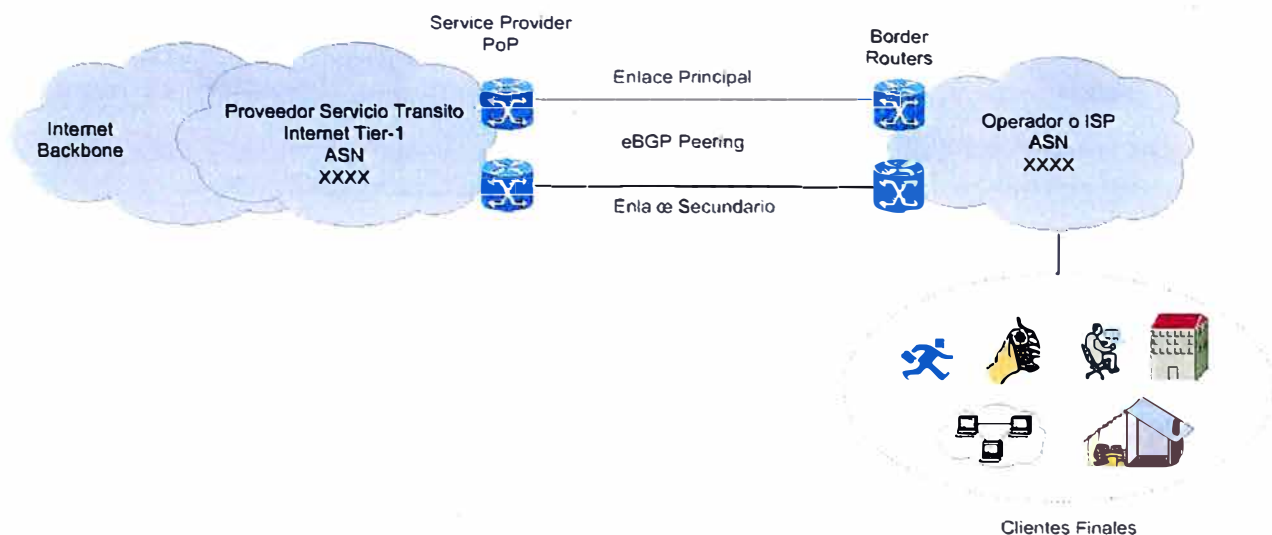 Service Provider
PoP
Border
Routers
Enlace Principal
Internet
Backbone
Proveedor Servicio Transito
Internet Tier-1
ASN
XXXX
eBGP Peering
Operador o ISP
ASN
XXXX
Enla ce Secundario
Clientes Finales